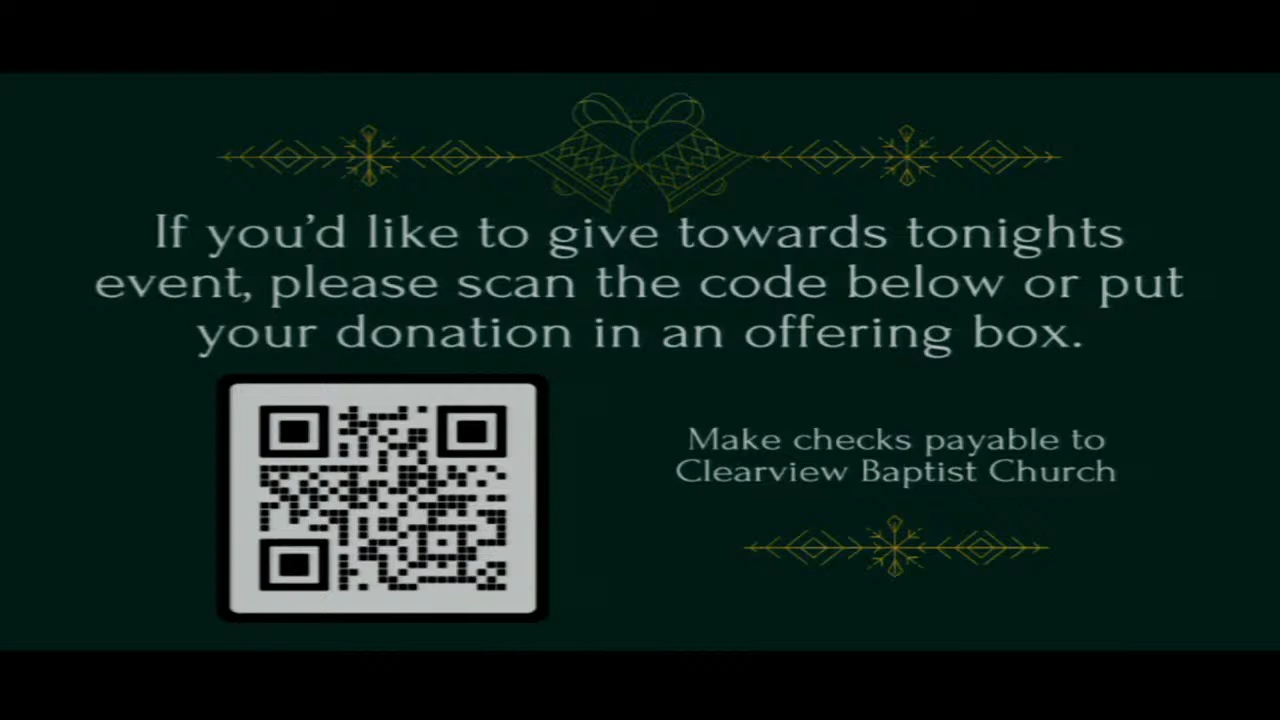 If you’d like to give towards tonights
event, please scan the code below or put
your donation in an offering box.
Make checks payable to
Clearview Baptist Church